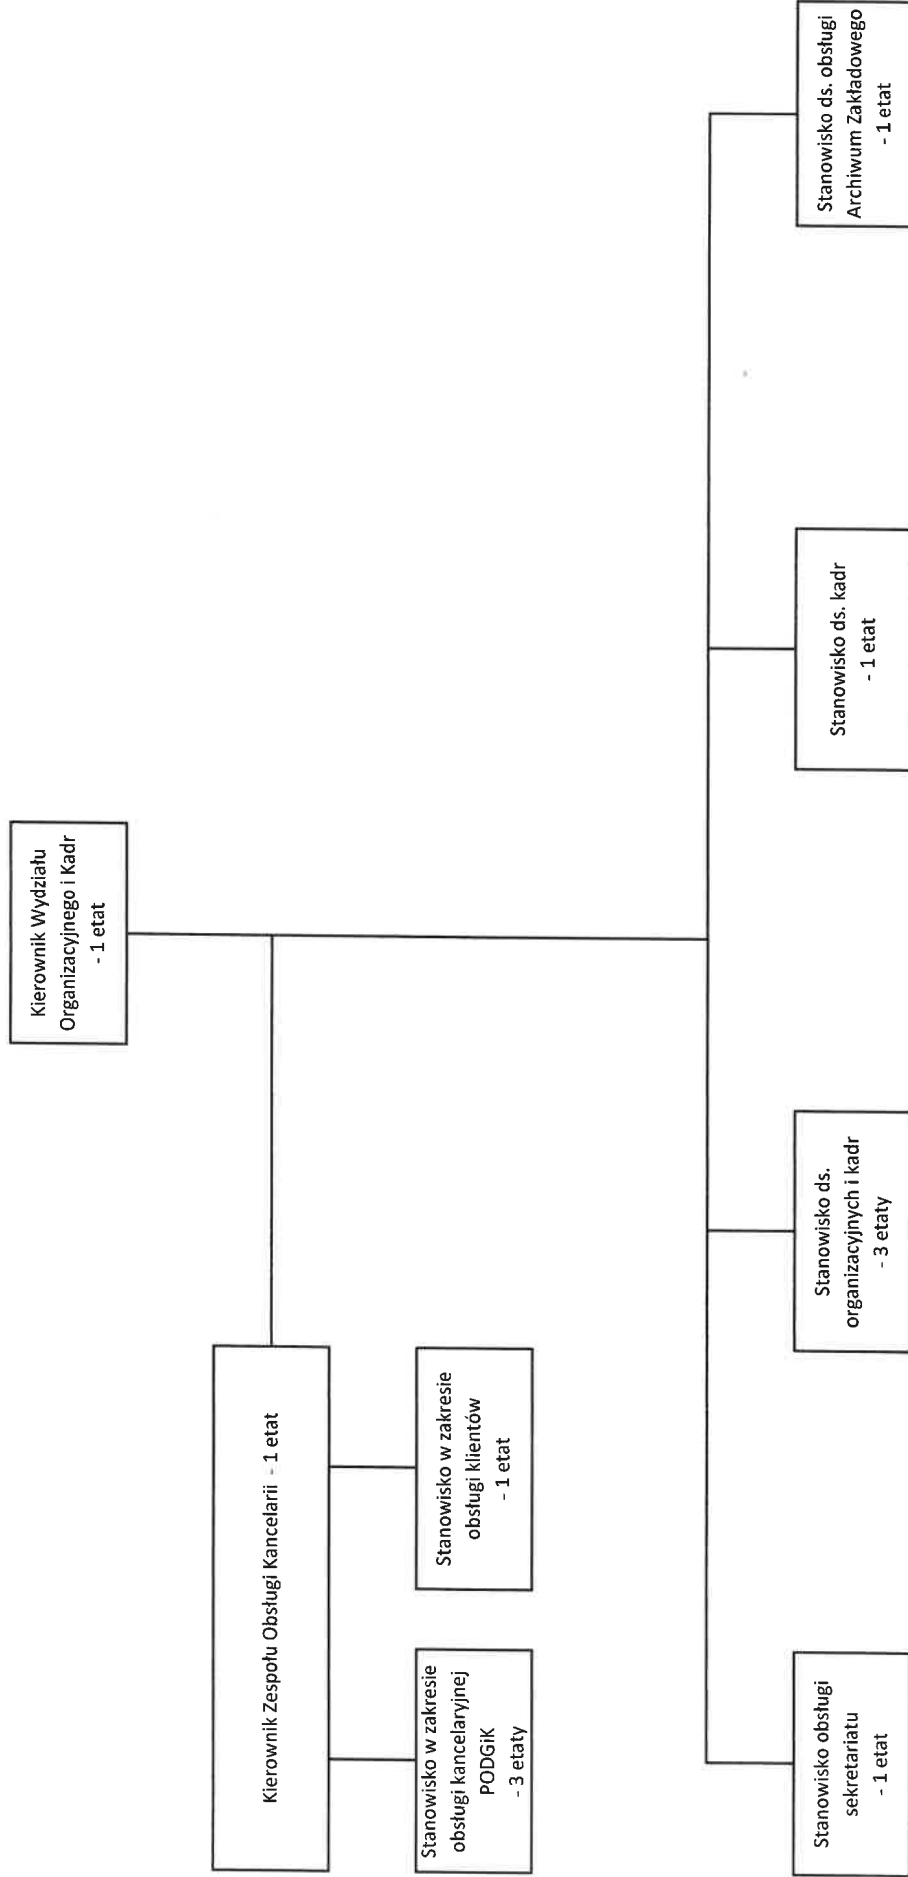 Kierownik Wydziału
Organizacyjnego i Kadr
- 1 etat
Kierownik Zespołu Obsługi Kancelarii - 1 etat
Stanowisko w zakresie
obsługi kancelaryjnej
PODGiK
- 3 etaty
Stanowisko w zakresie
obsługi klientów
- 1 etat
Stanowisko obsługi
sekretariatu
- 1 etat
Stanowisko ds.
organizacyjnych i kadr
- 3 etaty
Stanowisko ds. kadr
- 1 etat
Stanowisko ds. obsługi
Archiwum Zakładowego
- 1 etat